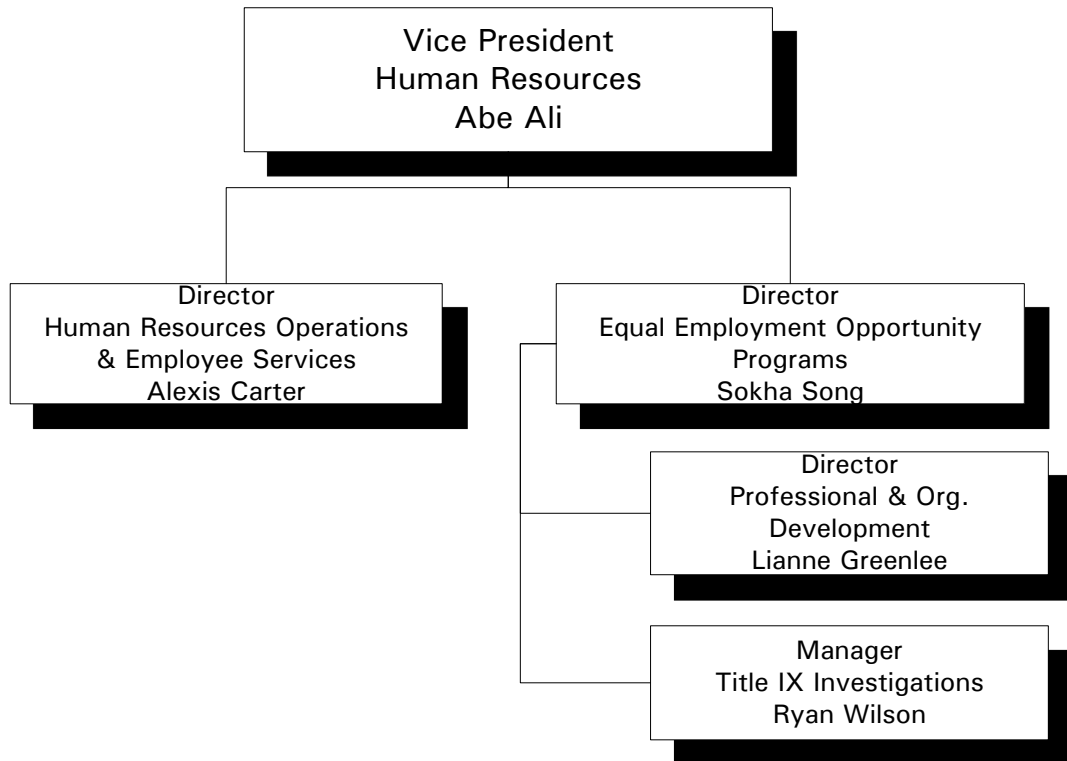 Vice President
Human Resources
Abe Ali
Director
Human Resources Operations
& Employee Services
Alexis Carter
Director
Equal Employment Opportunity
Programs
Sokha Song
Director
Professional & Org.
Development
Lianne Greenlee
Manager
Title IX Investigations
Ryan Wilson